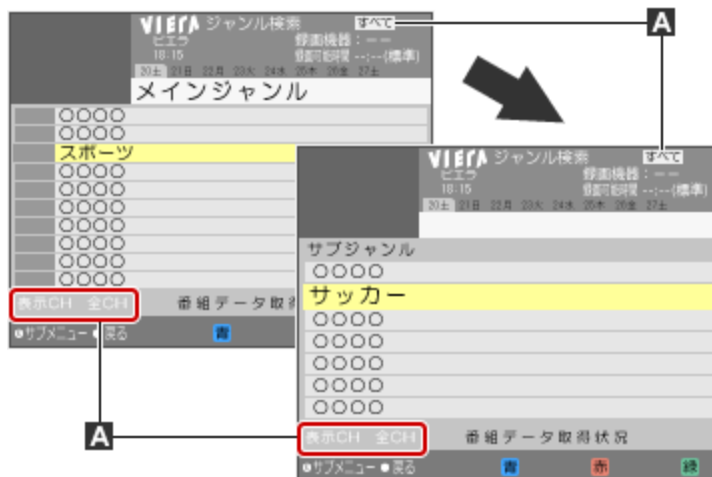 VIERA ジャンル検索 すべて
ビエラ 録画機器：－－
18:15 録画可能時間 --:--(標準)
20土 21日 22月 23火 24水 25木 26金 27土
メインジャンル
○○○○
○○○○
スポーツ
○○○○
○○○○
○○○○
○○○○
○○○○
○○○○
表示CH 全CH 番組データ取得
サブメニュー 戻る 青
A
VIERA ジャンル検索 すべて
ビエラ 録画機器：－－
18:15 録画可能時間 --:--(標準)
20土 21日 22月 23火 24水 25木 26金 27土
サブジャンル
○○○○
サッカー
○○○○
○○○○
○○○○
○○○○
○○○○
表示CH 全CH 番組データ取得状況
サブメニュー 戻る 青 赤 緑
A